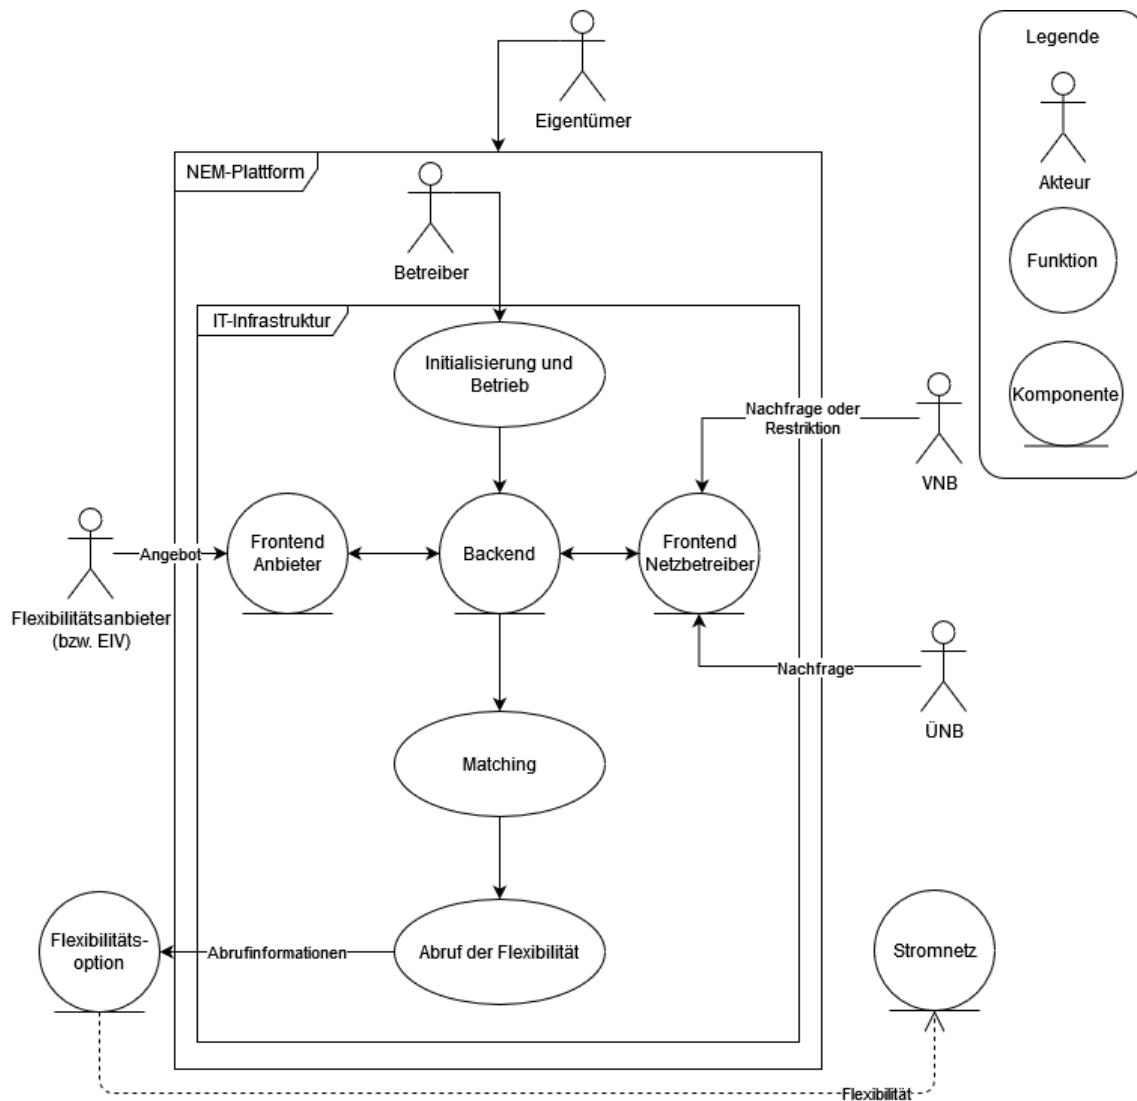 Eigentümer
Legende
Akteur
Funktion
Komponente
NEM-Plattform
Betreiber
IT-Infrastruktur
Initialisierung und
Betrieb
Nachfrage oder
Restriktion
VNB
Flexibilitätsanbieter
(bzw. EIV)
Angebot
Frontend
Anbieter
Backend
Frontend
Netzbetreiber
Nachfrage
ÜNB
Matching
Flexibilitäts-
option
Abrufinformationen
Abruf der Flexibilität
Stromnetz
Flexibilität